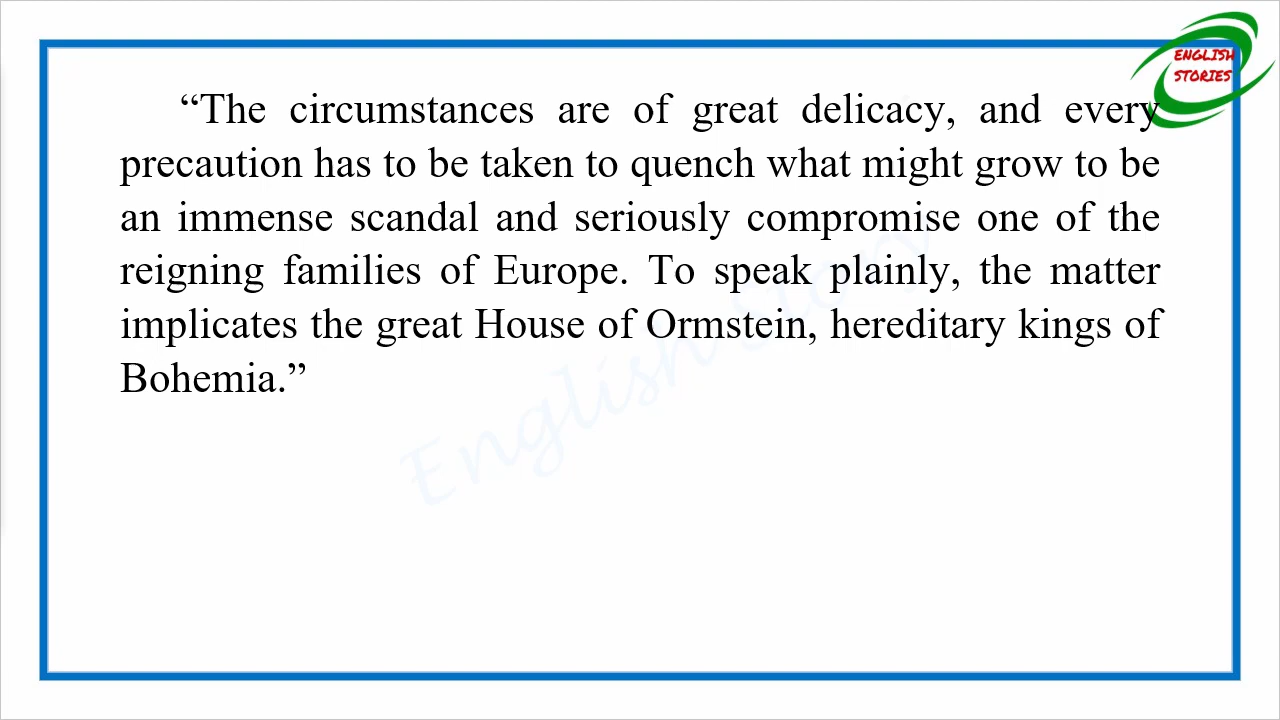 ENGLISH
STORIES
“The circumstances are of great delicacy, and every
precaution has to be taken to quench what might grow to be
an immense scandal and seriously compromise one of the
reigning families of Europe. To speak plainly, the matter
implicates the great House of Ormstein, hereditary kings of
Bohemia.”
English Story